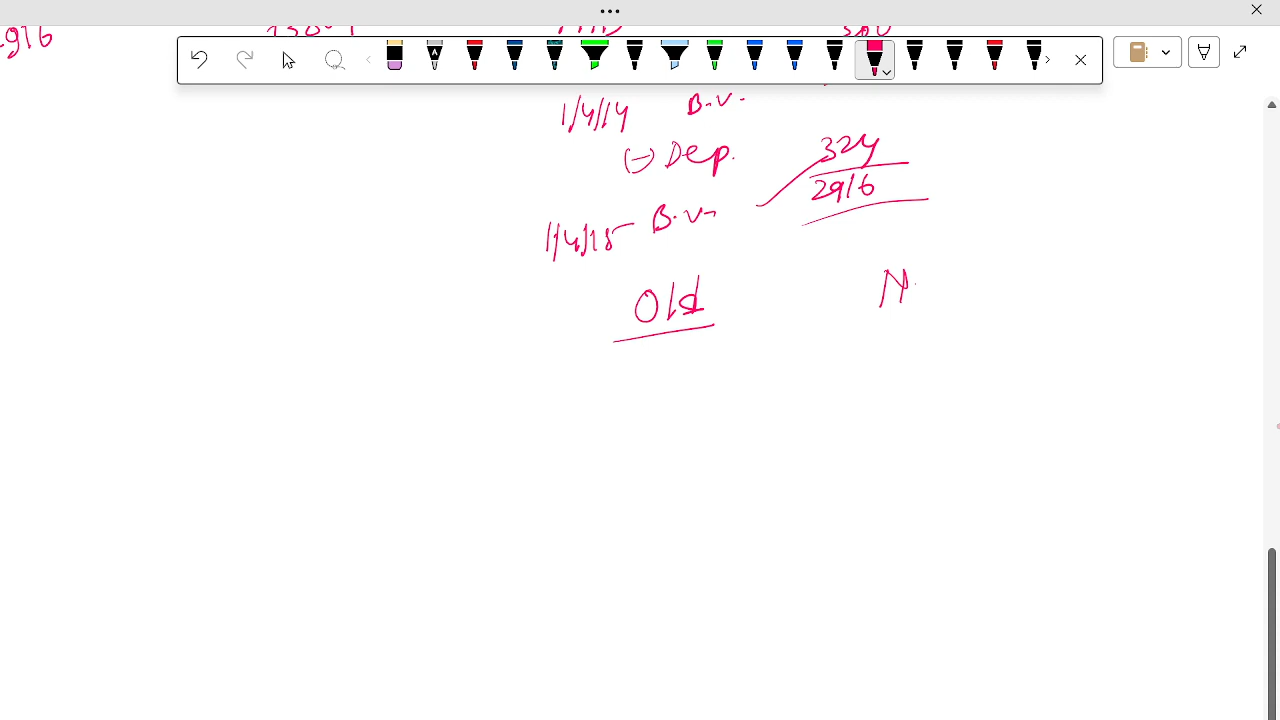 2916
1/4/14 B.V.
(-) Dep. 324
2916
1/4/15 B.V.
Old N